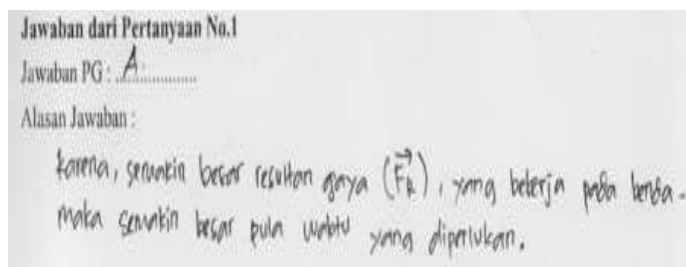 Jawaban dari Pertanyaan No.1
Jawaban PG : A
Alasan Jawaban :
karena, semakin besar resultan gaya (F⃗R), yang bekerja pada benda.
maka semakin besar pula waktu yang diperlukan.